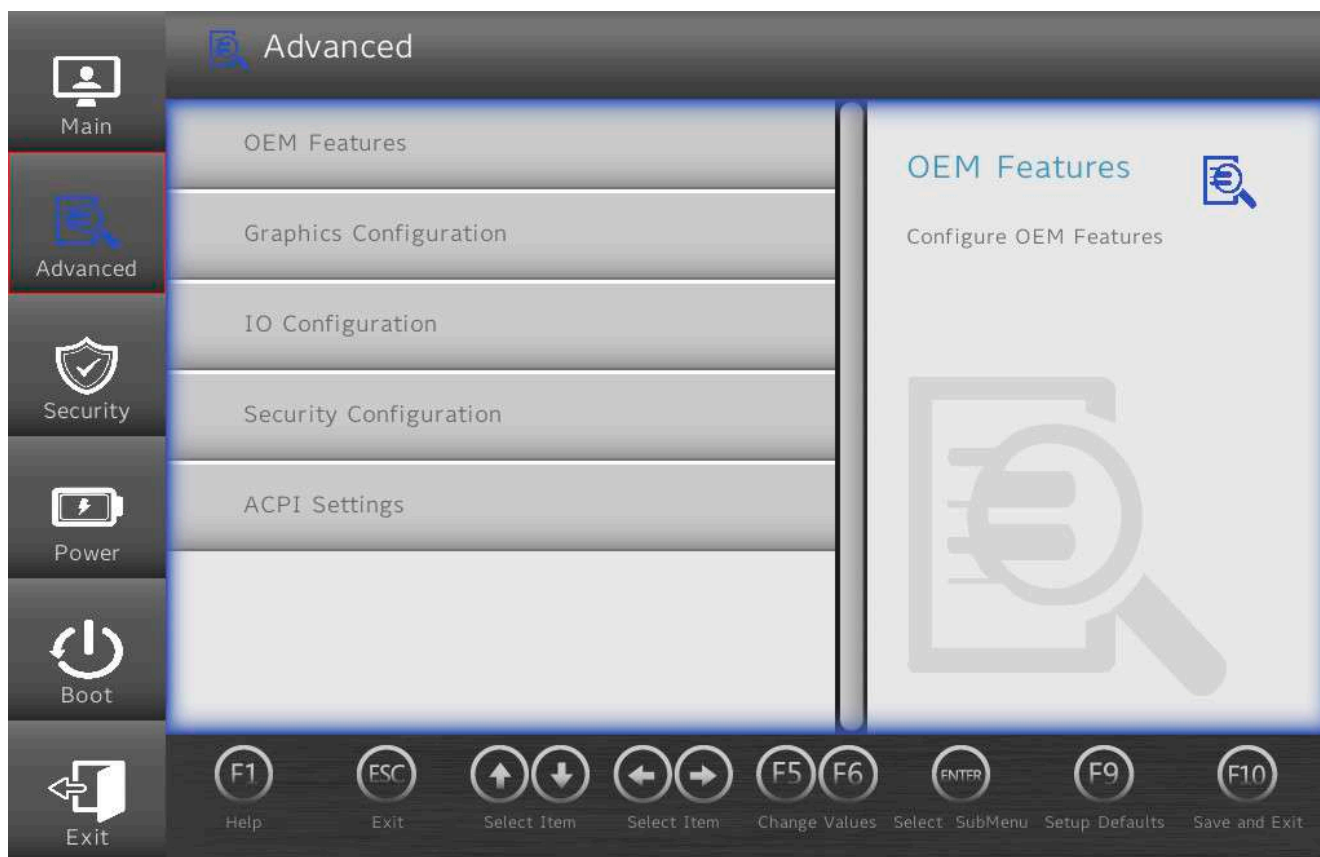 Advanced
Main
Advanced
Security
Power
Boot
Exit
OEM Features
Graphics Configuration
IO Configuration
Security Configuration
ACPI Settings
OEM Features
Configure OEM Features
F1
Help
ESC
Exit
Select Item
Select Item
F5 F6
Change Values
ENTER
Select SubMenu
F9
Setup Defaults
F10
Save and Exit